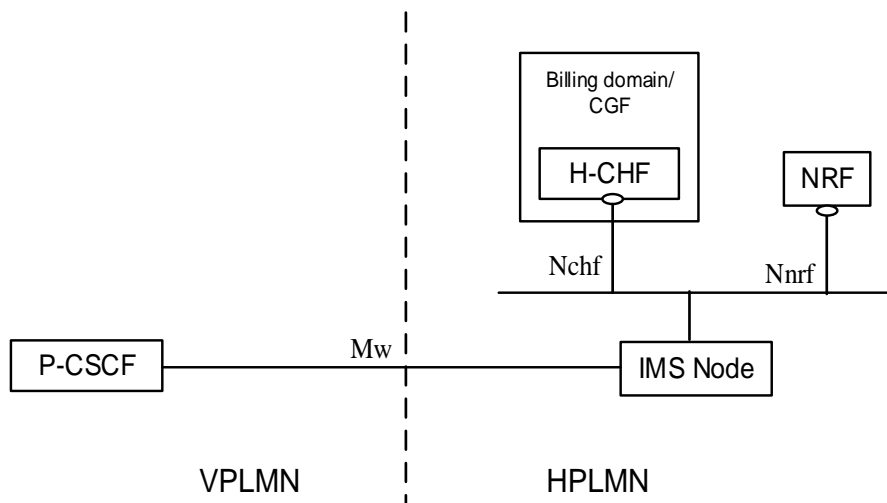 Billing domain/
CGF
H-CHF
NRF
Nchf
Nnrf
Mw
P-CSCF
IMS Node
VPLMN
HPLMN